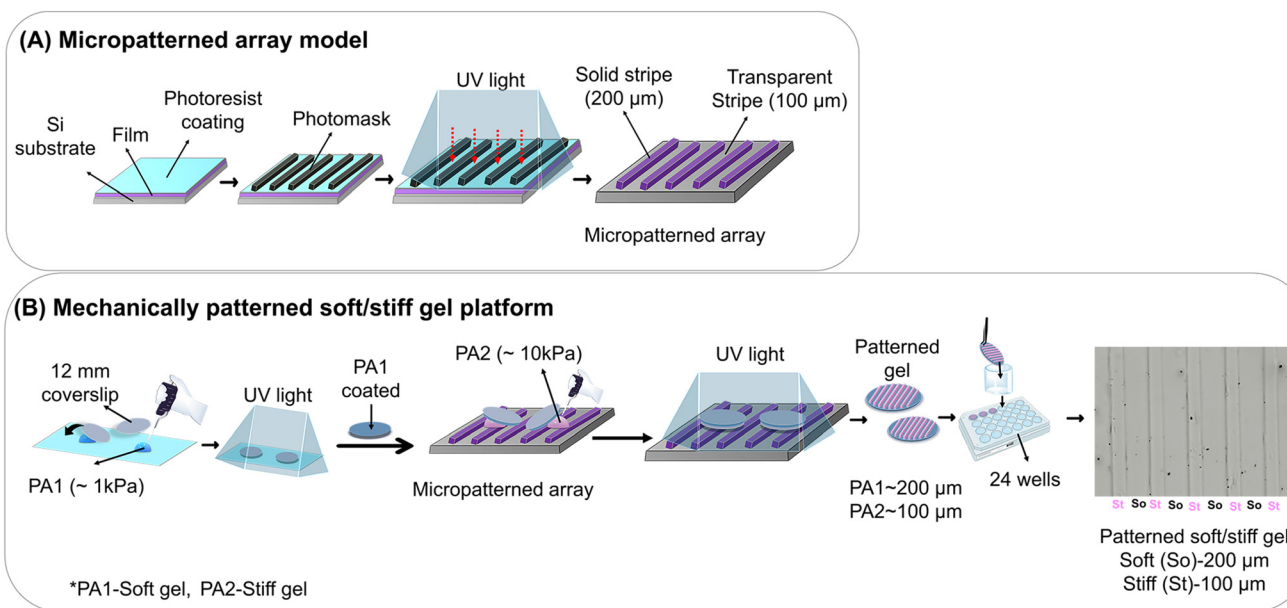 (A) Micropatterned array model
Si
substrate
Film
Photoresist
coating
Photomask
UV light
Solid stripe
(200 μm)
Transparent
Stripe (100 μm)
Micropatterned array
(B) Mechanically patterned soft/stiff gel platform
12 mm
coverslip
PA1 (~ 1kPa)
UV light
PA1
coated
PA2 (~ 10kPa)
Micropatterned array
UV light
Patterned
gel
PA1~200 μm
PA2~100 μm
24 wells
St So St So St So St So St
Patterned soft/stiff gel
Soft (So)-200 μm
Stiff (St)-100 μm
*PA1-Soft gel, PA2-Stiff gel